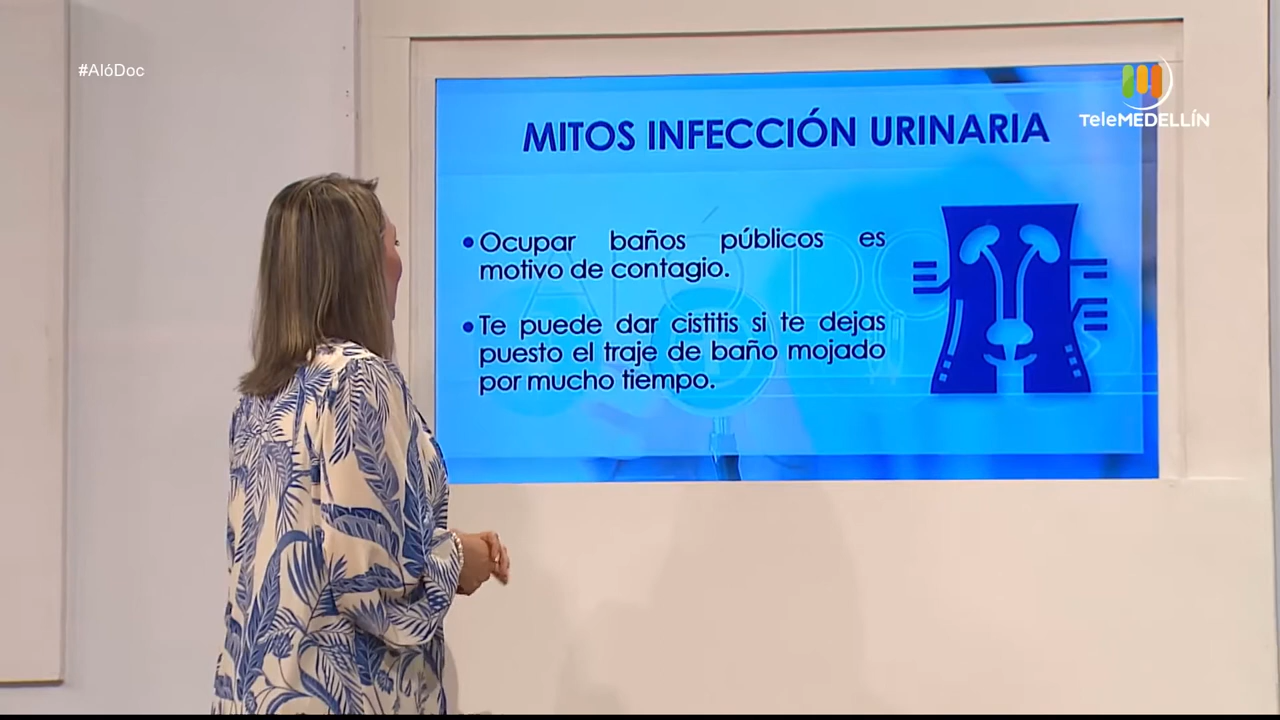 #AlóDoc
TeleMEDELLÍN
MITOS INFECCIÓN URINARIA
•Ocupar baños públicos es
motivo de contagio.
•Te puede dar cistitis si te dejas
puesto el traje de baño mojado
por mucho tiempo.